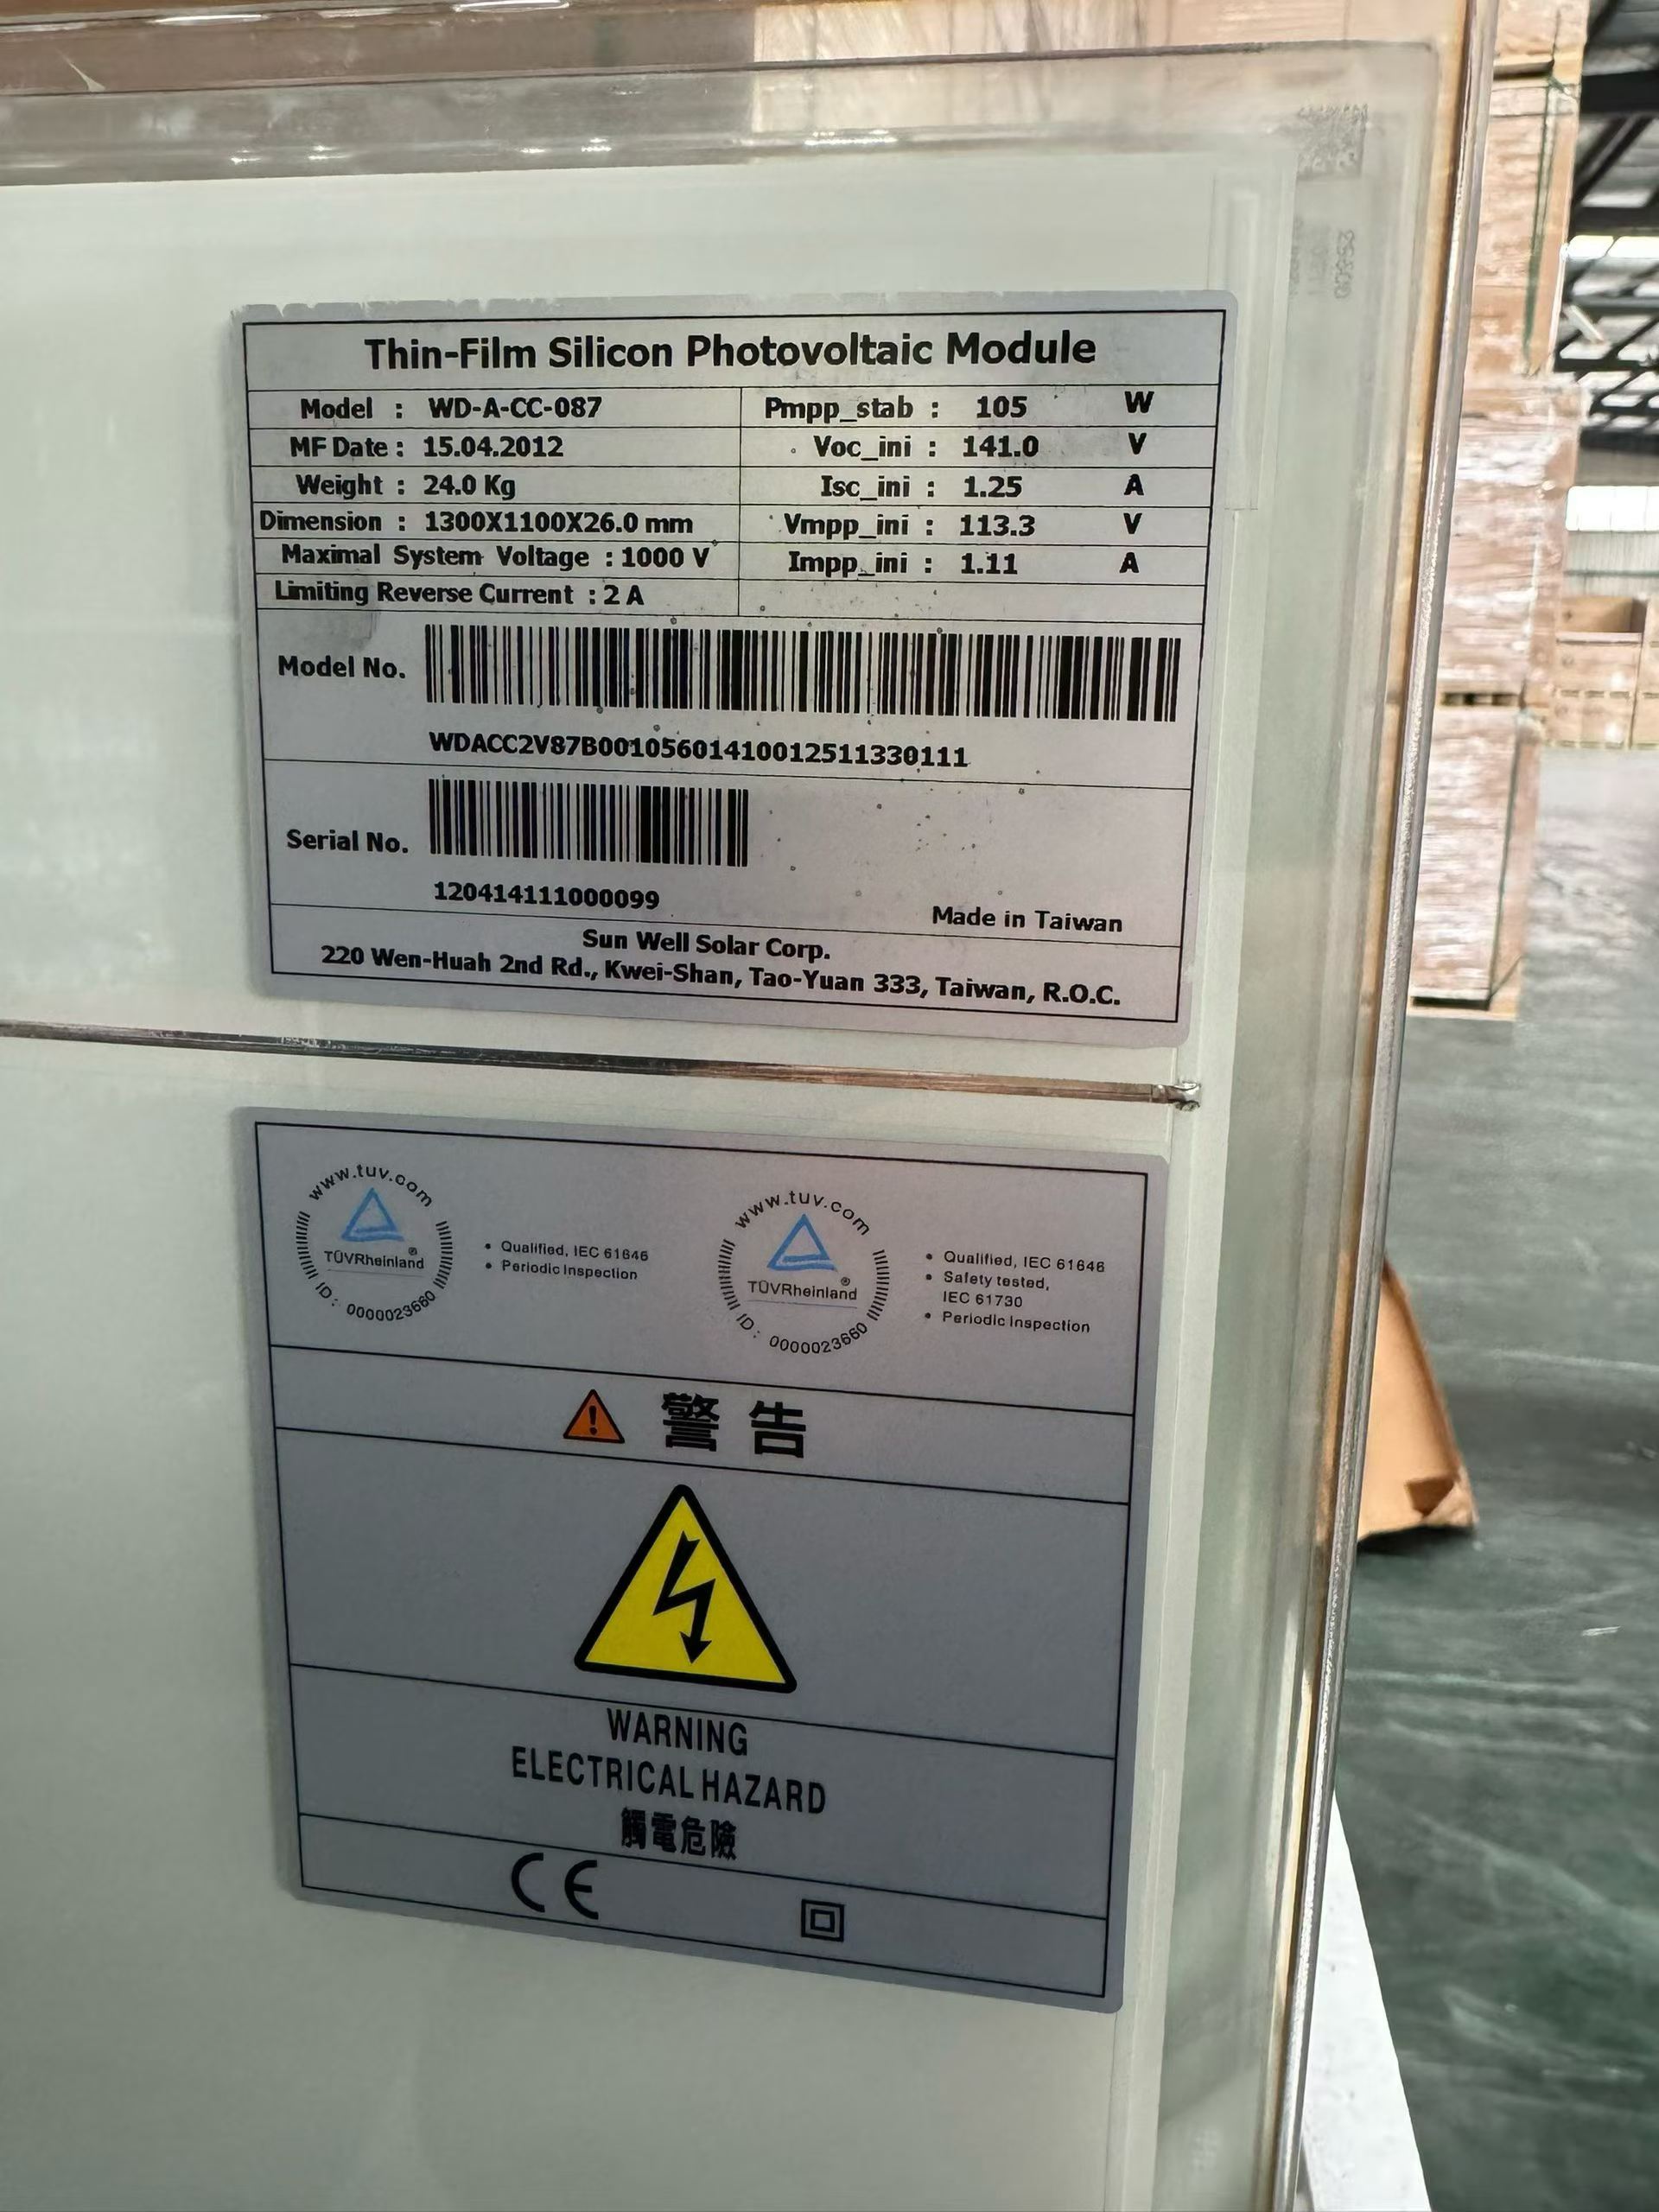 Thin-Film Silicon Photovoltaic Module
Model : WD-A-CC-087
MF Date : 15.04.2012
Weight : 24.0 Kg
Dimension : 1300X1100X26.0 mm
Maximal System Voltage : 1000 V
Limiting Reverse Current : 2 A
Pmpp_stab : 105 W
Voc_ini : 141.0 V
Isc_ini : 1.25 A
Vmpp_ini : 113.3 V
Impp_ini : 1.11 A
Model No.
WDACC2V87B00105601410012511330111
Serial No.
120414111000099
Made in Taiwan
Sun Well Solar Corp.
220 Wen-Huah 2nd Rd., Kwei-Shan, Tao-Yuan 333, Taiwan, R.O.C.
www.tuv.com
TÜVRheinland®
ID: 0000023660
• Qualified, IEC 61646
• Periodic Inspection
www.tuv.com
TÜVRheinland®
ID: 0000023660
• Qualified, IEC 61646
• Safety tested,
IEC 61730
• Periodic Inspection
警告
WARNING
ELECTRICAL HAZARD
觸電危險
CE